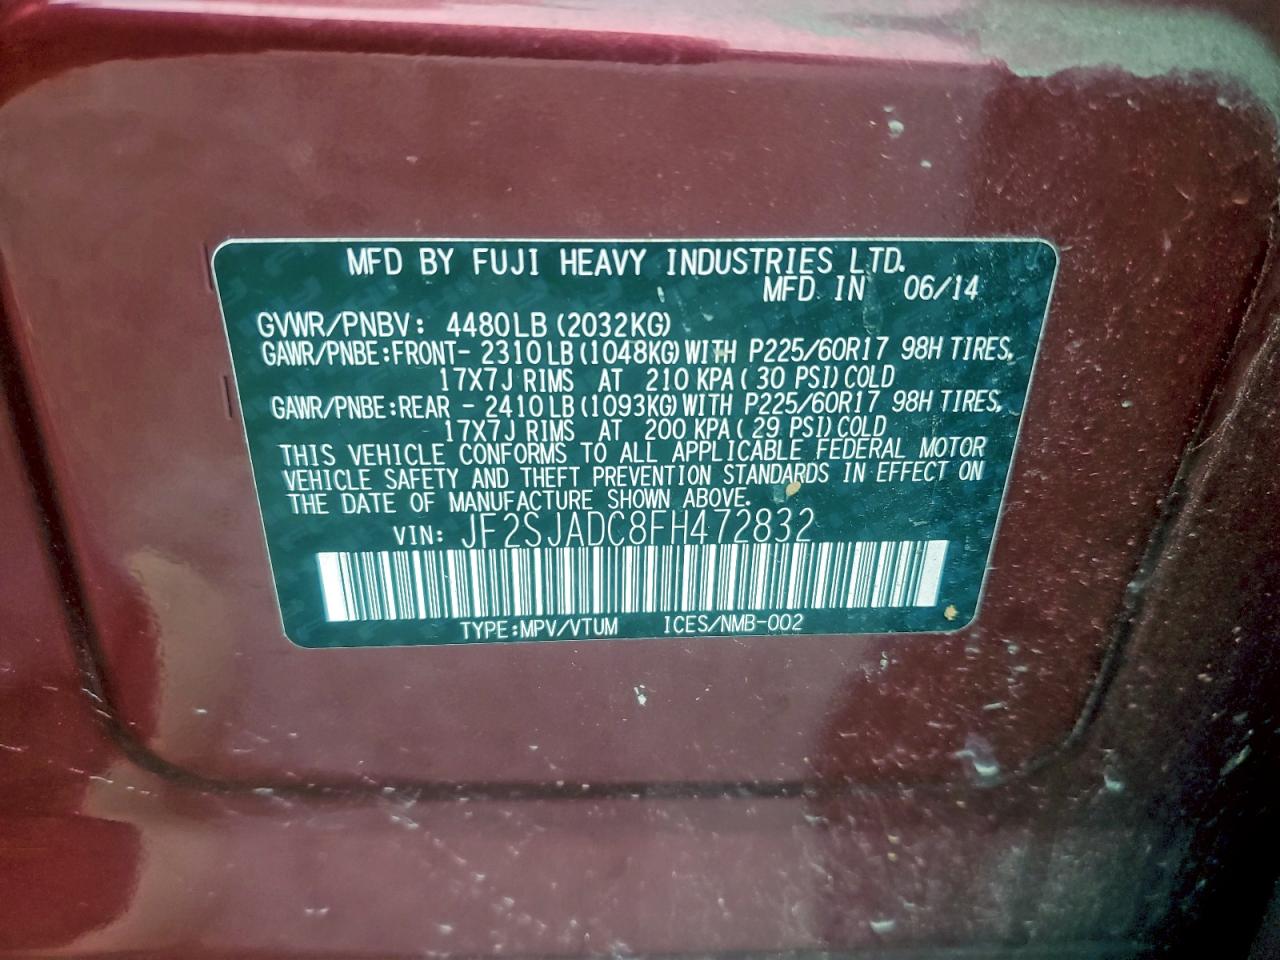 MFD BY FUJI HEAVY INDUSTRIES LTD.
MFD IN 06/14
GVWR/PNBV: 4480LB (2032KG)
GAWR/PNBE:FRONT- 2310LB (1048KG) WITH P225/60R17 98H TIRES,
17X7J RIMS AT 210 KPA ( 30 PSI) COLD
GAWR/PNBE:REAR - 2410LB (1093KG) WITH P225/60R17 98H TIRES,
17X7J RIMS AT 200 KPA ( 29 PSI) COLD
THIS VEHICLE CONFORMS TO ALL APPLICABLE FEDERAL MOTOR
VEHICLE SAFETY AND THEFT PREVENTION STANDARDS IN EFFECT ON
THE DATE OF MANUFACTURE SHOWN ABOVE.
VIN: JF2SJADC8FH472832
TYPE:MPV/VTUM ICES/NMB-002